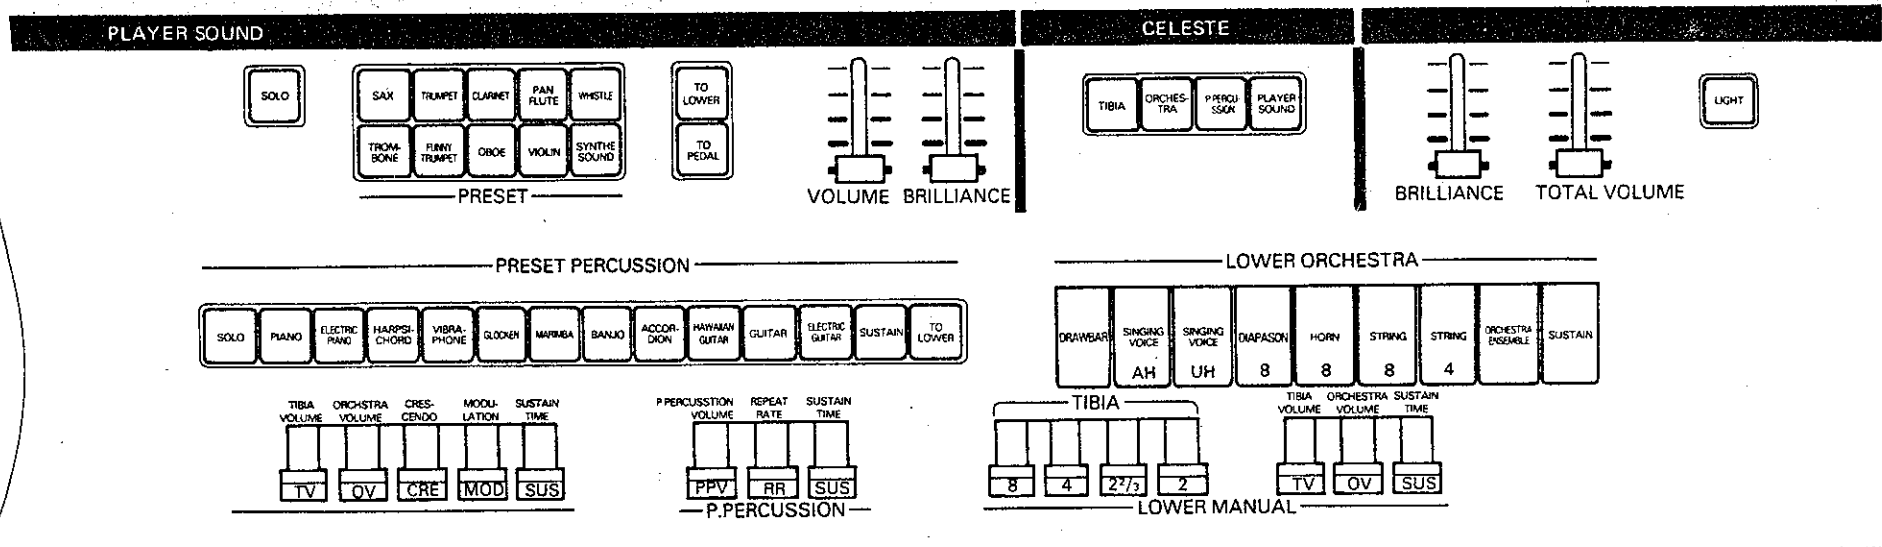 PLAYER SOUND
CELESTE
SOLO
SAX
TRUMPET
CLARINET
PAN
FLUTE
WHISTLE
TROM-
BONE
FUNNY
TRUMPET
OBOE
VIOLIN
SYNTHE
SOUND
PRESET
TO
LOWER
TO
PEDAL
VOLUME
BRILLIANCE
TIBIA
ORCHES-
TRA
P PERCU-
SSION
PLAYER
SOUND
BRILLIANCE
TOTAL VOLUME
LIGHT
PRESET PERCUSSION
SOLO
PIANO
ELECTRIC
PIANO
HARPSI-
CHORD
VIBRA-
PHONE
GLOCKEN
MARIMBA
BANJO
ACCOR-
DION
HAWAIIAN
GUITAR
GUITAR
ELECTRIC
GUITAR
SUSTAIN
TO
LOWER
LOWER ORCHESTRA
DRAWBAR
SINGING
VOICE
AH
SINGING
VOICE
UH
DIAPASON
8
HORN
8
STRING
8
STRING
4
ORCHESTRA
ENSEMBLE
SUSTAIN
TIBIA
VOLUME
ORCHSTRA
VOLUME
CRES-
CENDO
MODU-
LATION
SUSTAIN
TIME
TV
OV
CRE
MOD
SUS
P PERCUSSTION
VOLUME
REPEAT
RATE
SUSTAIN
TIME
PPV
RR
SUS
P.PERCUSSION
TIBIA
8
4
2²/₃
2
TIBIA
VOLUME
ORCHESTRA
VOLUME
SUSTAIN
TIME
TV
OV
SUS
LOWER MANUAL